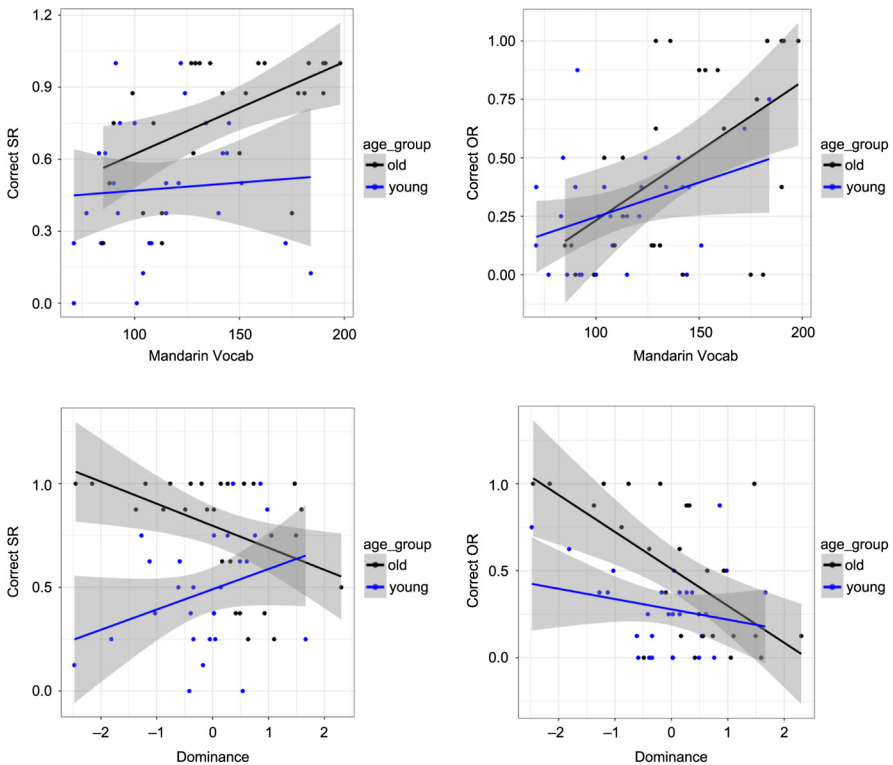 1.2
0.9
0.6
0.3
0.0
Correct SR
100
150
200
Mandarin Vocab
age_group
old
young
1.00
0.75
0.50
0.25
0.00
Correct OR
100
150
200
Mandarin Vocab
age_group
old
young
1.0
0.5
0.0
Correct SR
–2
–1
0
1
2
Dominance
age_group
old
young
1.0
0.5
0.0
Correct OR
–2
–1
0
1
2
Dominance
age_group
old
young